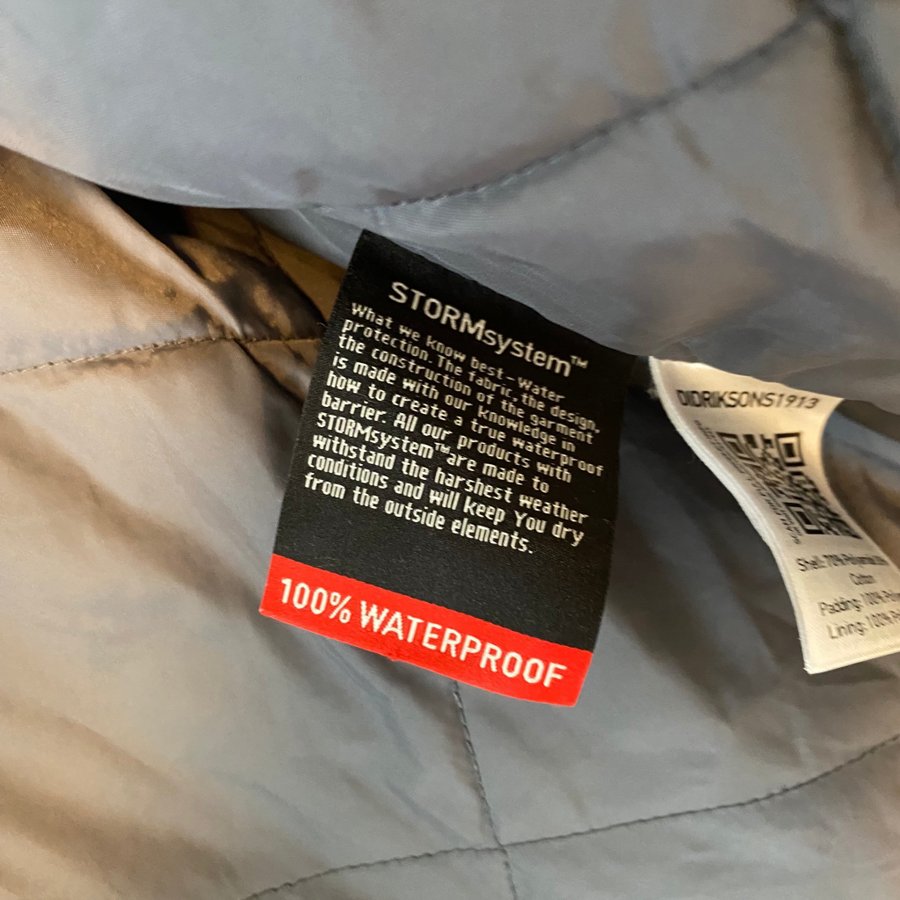 STORMsystem™
What we know best-Water
protection. The fabric, the design,
the construction of the garment
is made with our knowledge in
how to create a true waterproof
barrier. All our products with
STORMsystem™ are made to
withstand the harshest weather
conditions and will keep You dry
from the outside elements.
100% WATERPROOF
DIDRIKSONS1913
Shell: 70%
Cotton
Padding: 100%
Lining: 100%